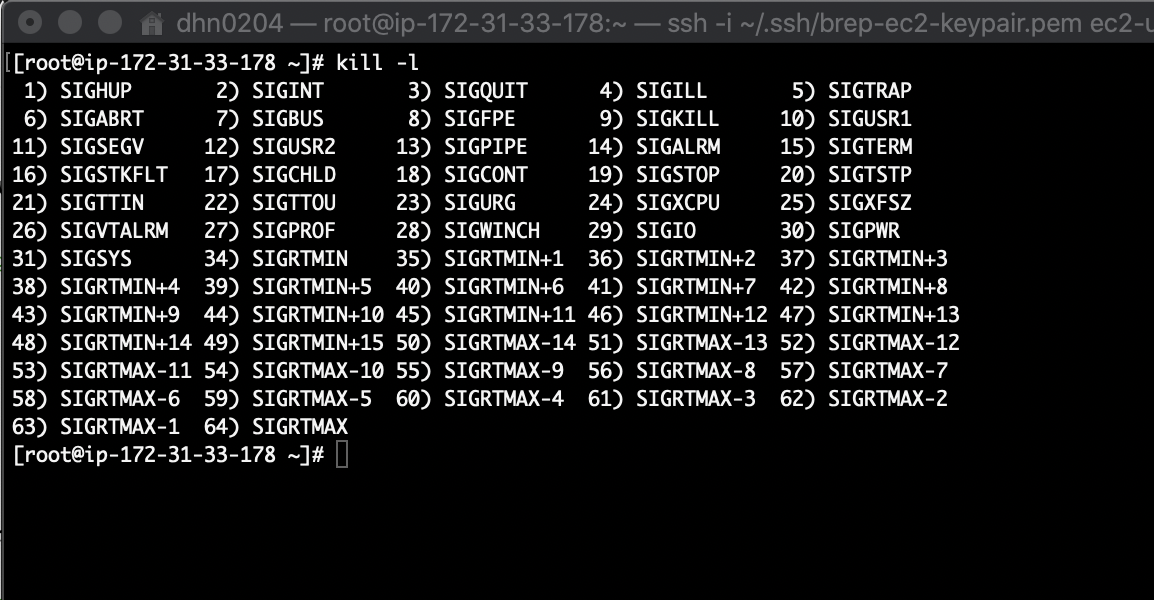 dhn0204 — root@ip-172-31-33-178:~ — ssh -i ~/.ssh/brep-ec2-keypair.pem ec2-u
[root@ip-172-31-33-178 ~]# kill -l
 1) SIGHUP       2) SIGINT       3) SIGQUIT      4) SIGILL       5) SIGTRAP
 6) SIGABRT      7) SIGBUS       8) SIGFPE       9) SIGKILL     10) SIGUSR1
11) SIGSEGV     12) SIGUSR2     13) SIGPIPE     14) SIGALRM     15) SIGTERM
16) SIGSTKFLT   17) SIGCHLD     18) SIGCONT     19) SIGSTOP     20) SIGTSTP
21) SIGTTIN     22) SIGTTOU     23) SIGURG      24) SIGXCPU     25) SIGXFSZ
26) SIGVTALRM   27) SIGPROF     28) SIGWINCH    29) SIGIO       30) SIGPWR
31) SIGSYS      34) SIGRTMIN    35) SIGRTMIN+1  36) SIGRTMIN+2  37) SIGRTMIN+3
38) SIGRTMIN+4  39) SIGRTMIN+5  40) SIGRTMIN+6  41) SIGRTMIN+7  42) SIGRTMIN+8
43) SIGRTMIN+9  44) SIGRTMIN+10 45) SIGRTMIN+11 46) SIGRTMIN+12 47) SIGRTMIN+13
48) SIGRTMIN+14 49) SIGRTMIN+15 50) SIGRTMAX-14 51) SIGRTMAX-13 52) SIGRTMAX-12
53) SIGRTMAX-11 54) SIGRTMAX-10 55) SIGRTMAX-9  56) SIGRTMAX-8  57) SIGRTMAX-7
58) SIGRTMAX-6  59) SIGRTMAX-5  60) SIGRTMAX-4  61) SIGRTMAX-3  62) SIGRTMAX-2
63) SIGRTMAX-1  64) SIGRTMAX
[root@ip-172-31-33-178 ~]#